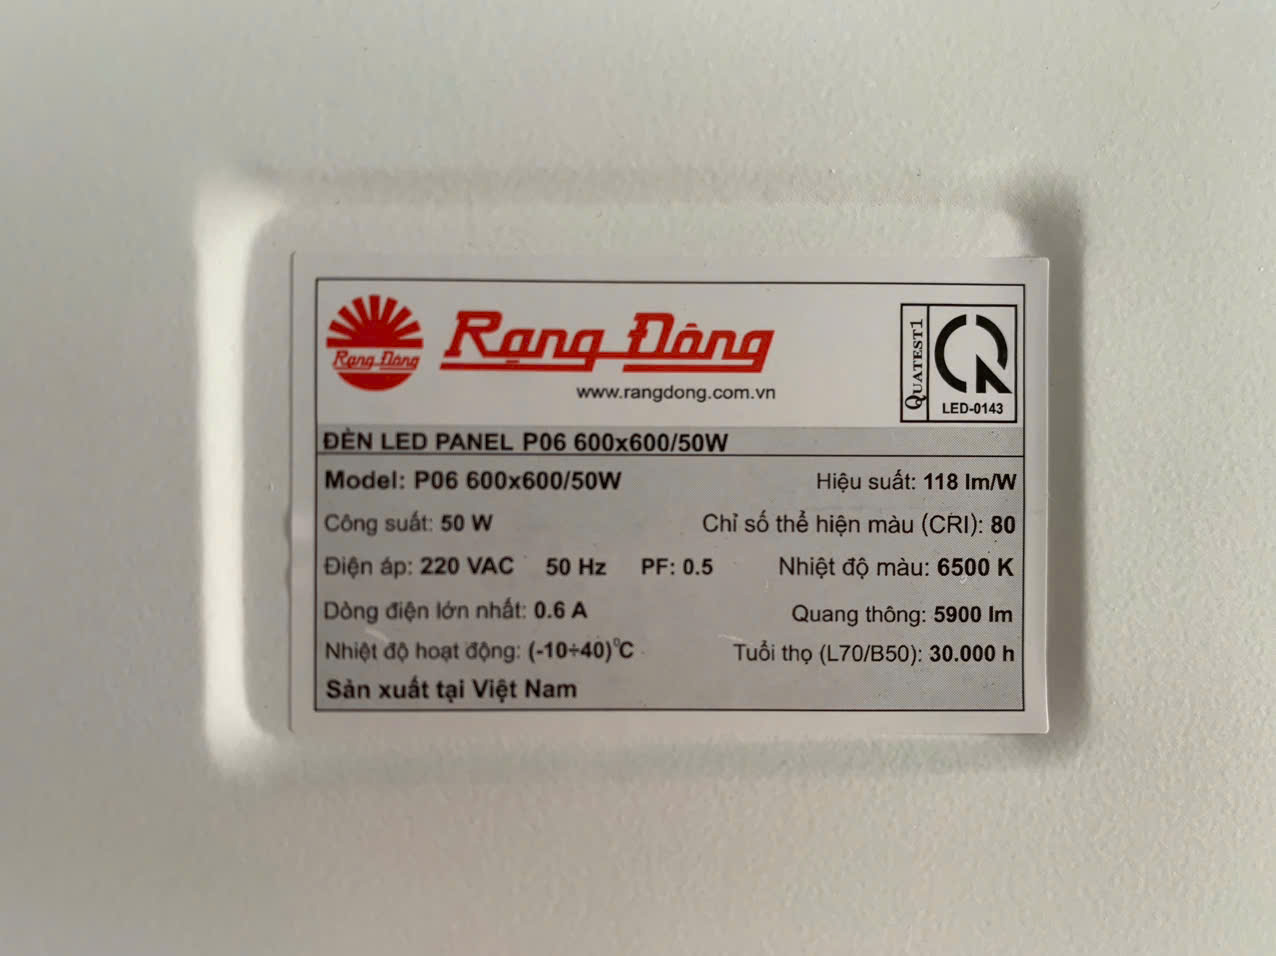 Rạng Đông
Rạng Đông
www.rangdong.com.vn
QUATEST1
LED-0143
ĐÈN LED PANEL P06 600x600/50W
Model: P06 600x600/50W
Hiệu suất: 118 lm/W
Công suất: 50 W
Chỉ số thể hiện màu (CRI): 80
Điện áp: 220 VAC 50 Hz PF: 0.5
Nhiệt độ màu: 6500 K
Dòng điện lớn nhất: 0.6 A
Quang thông: 5900 lm
Nhiệt độ hoạt động: (-10÷40)⁰C
Tuổi thọ (L70/B50): 30.000 h
Sản xuất tại Việt Nam